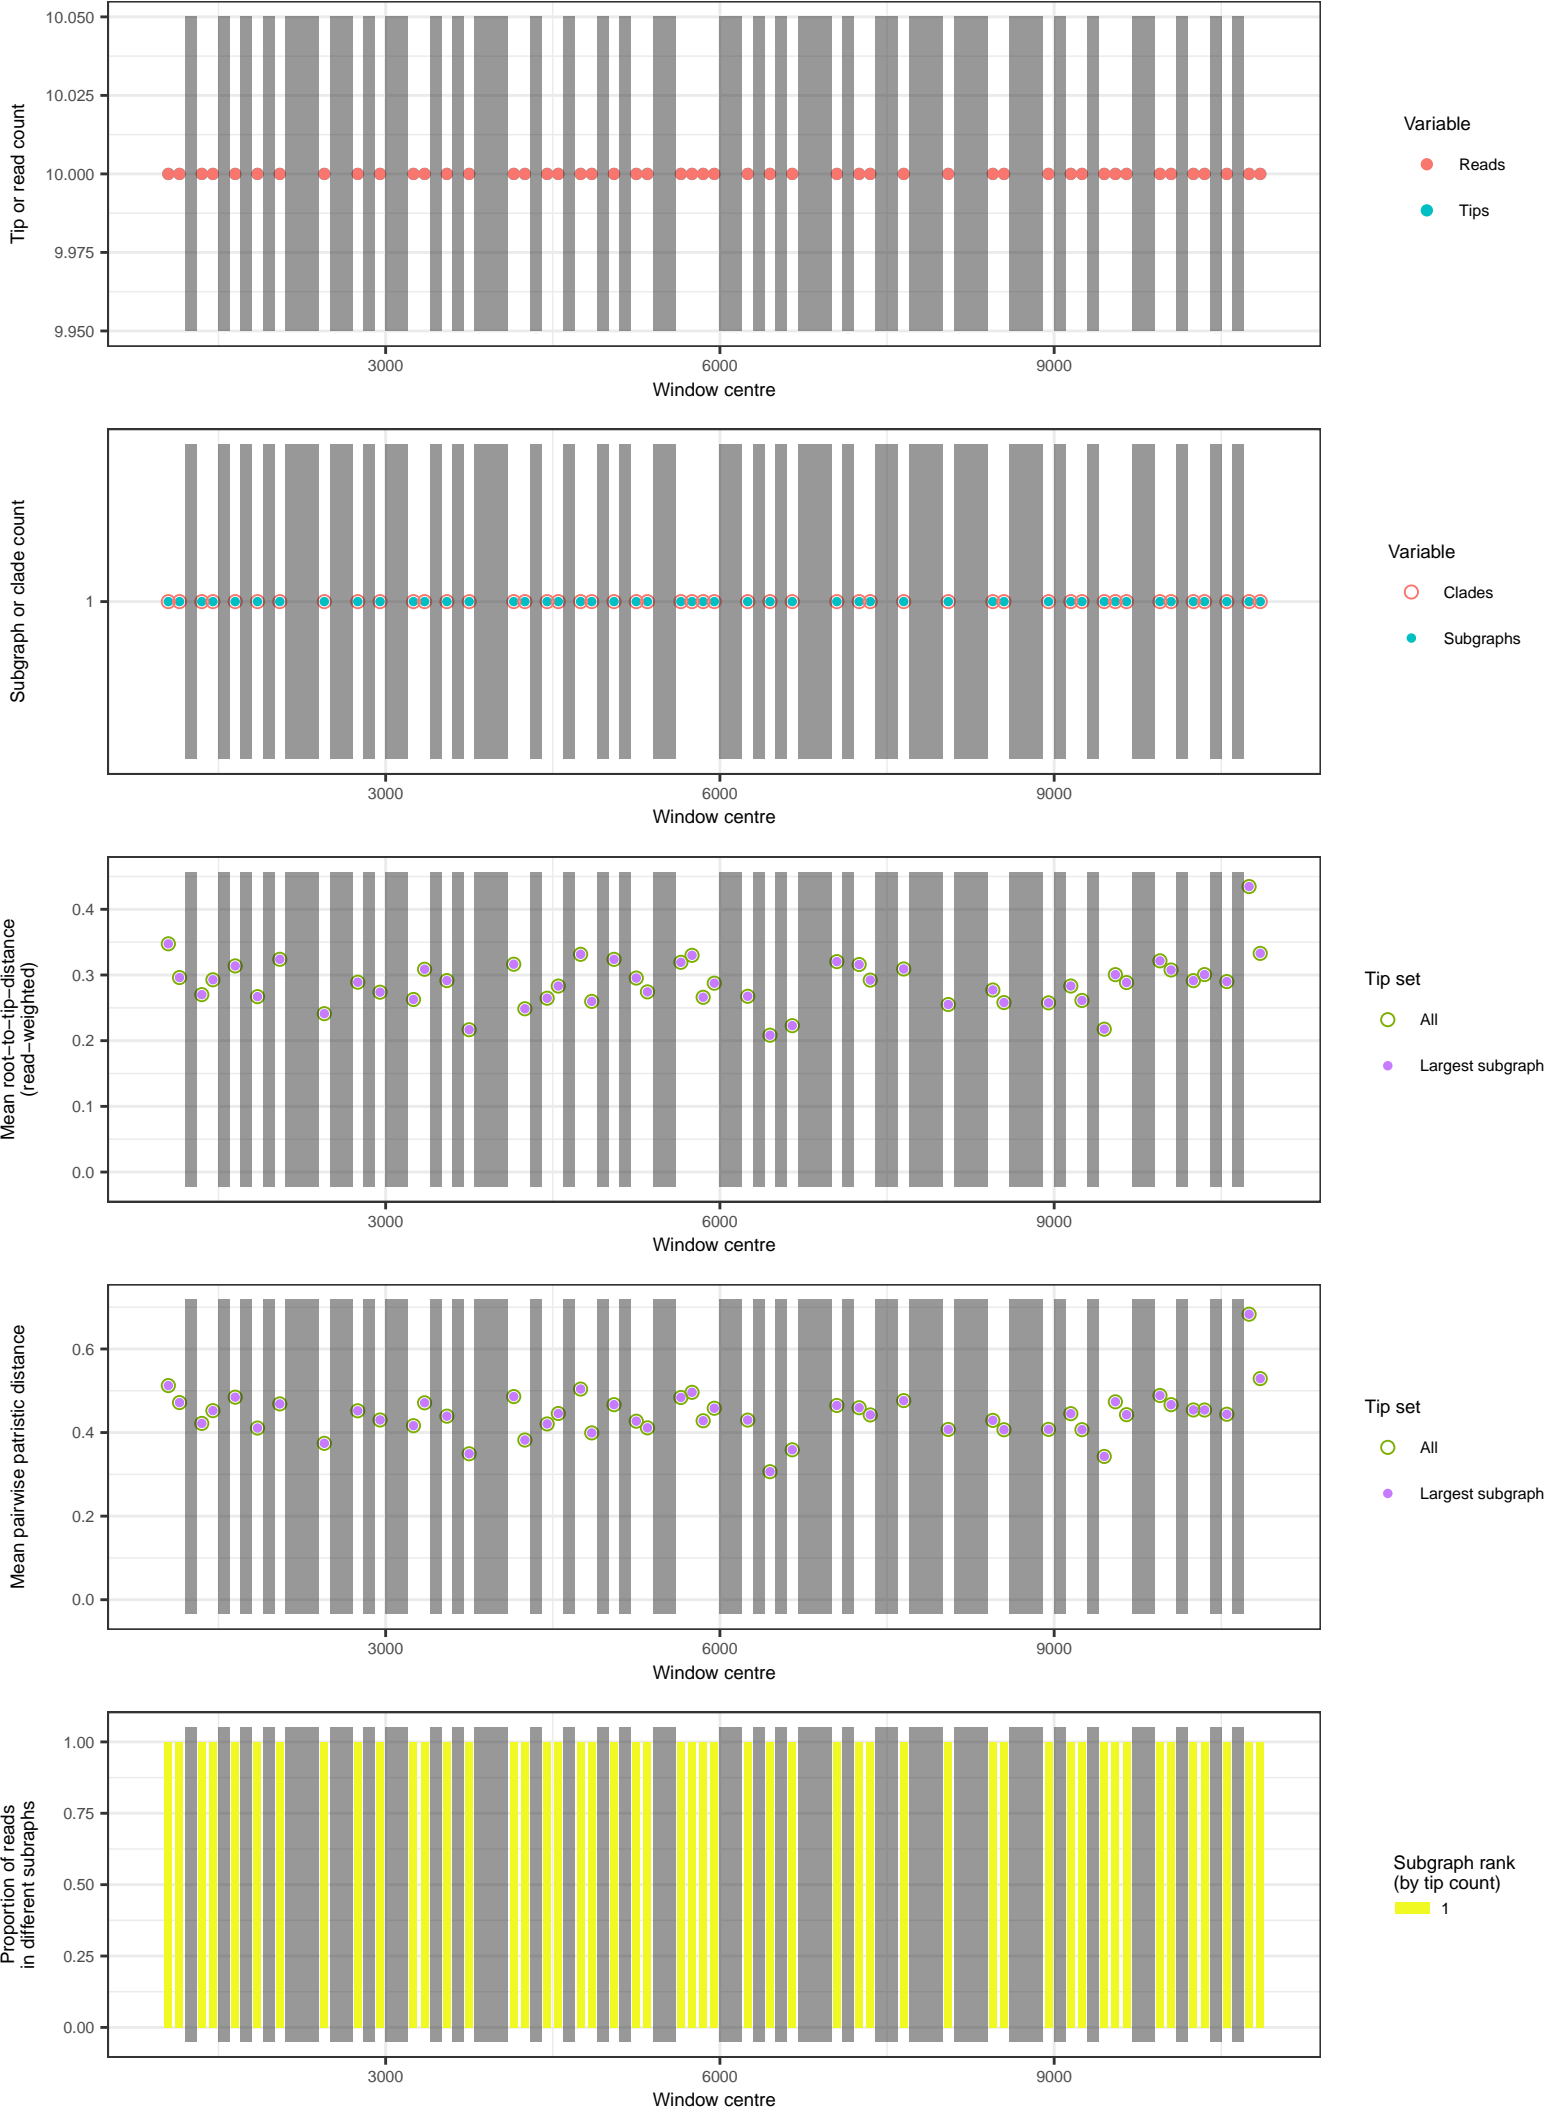 10.050
10.025
10.000
9.975
9.950
Tip or read count
3000
6000
9000
Window centre
Variable
Reads
Tips
1
Subgraph or clade count
3000
6000
9000
Window centre
Variable
Clades
Subgraphs
0.4
0.3
0.2
0.1
0.0
Mean root−to−tip−distance
(read−weighted)
3000
6000
9000
Window centre
Tip set
All
Largest subgraph
0.6
0.4
0.2
0.0
Mean pairwise patristic distance
3000
6000
9000
Window centre
Tip set
All
Largest subgraph
1.00
0.75
0.50
0.25
0.00
Proportion of reads
in different subraphs
3000
6000
9000
Window centre
Subgraph rank
(by tip count)
1